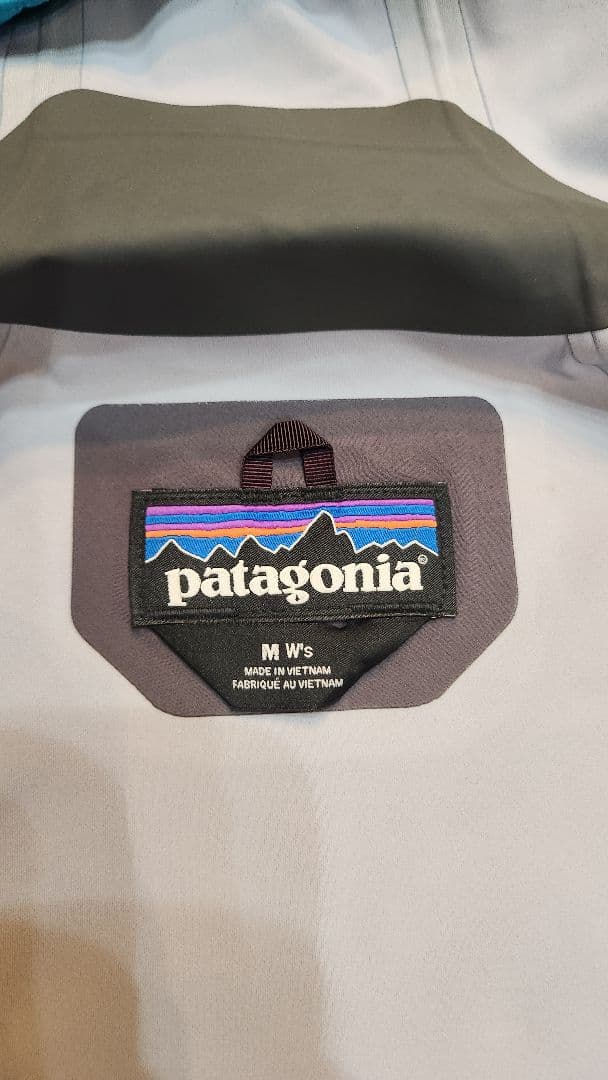 patagonia®
M W's
MADE IN VIETNAM
FABRIQUÉ AU VIETNAM